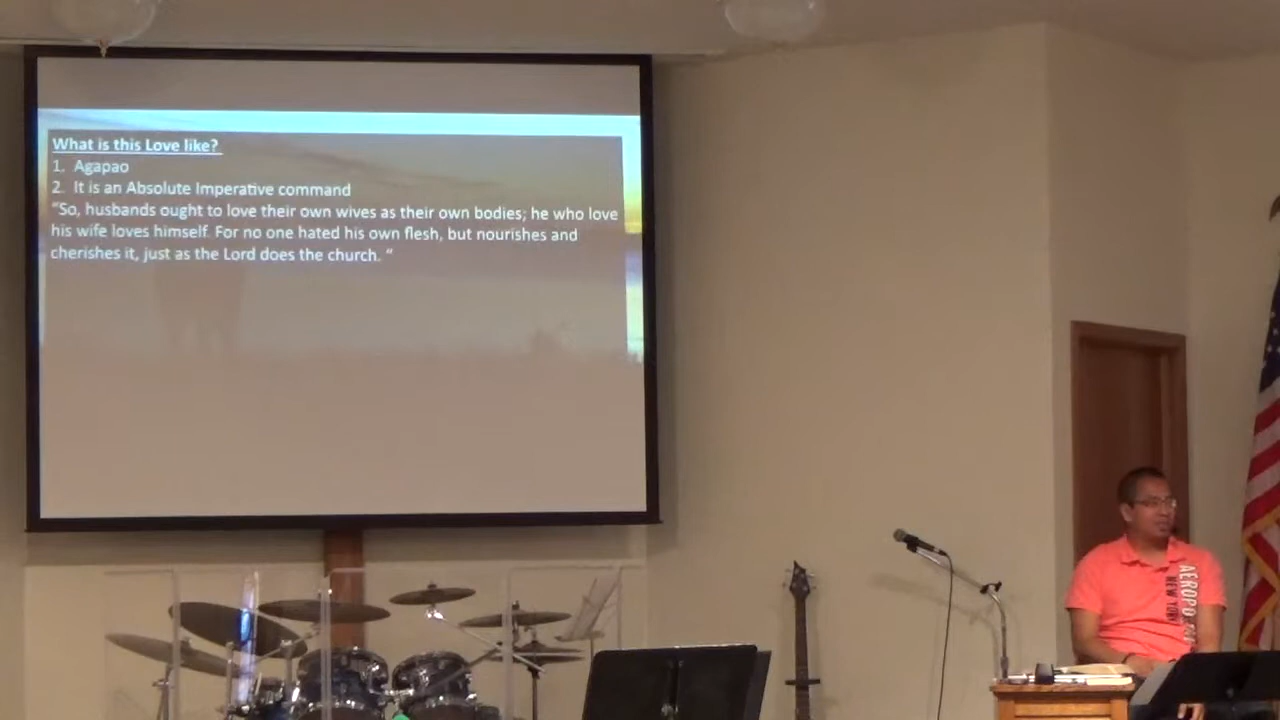 What is this Love like?
1. Agapao
2. It is an Absolute Imperative command
"So, husbands ought to love their own wives as their own bodies; he who love
his wife loves himself. For no one hated his own flesh, but nourishes and
cherishes it, just as the Lord does the church. "
AEROPO
NEW YORK